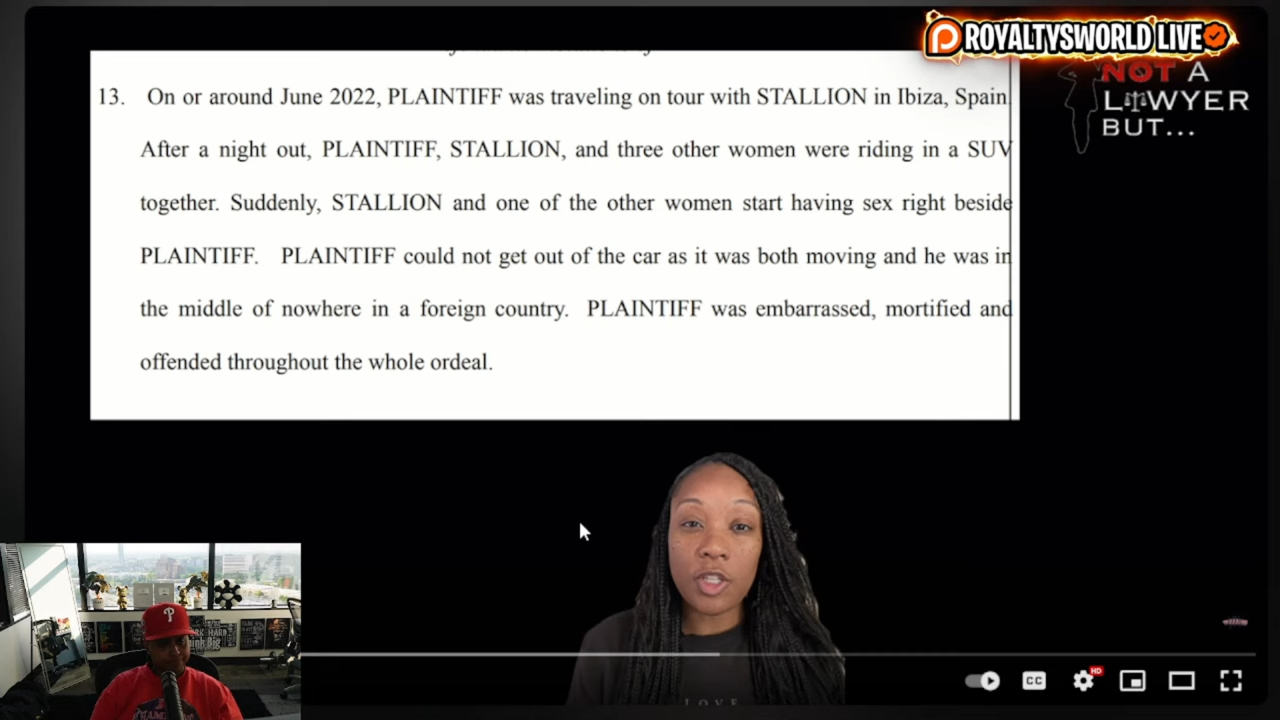 ROYALTYSWORLD LIVE
NOT A
LAWYER
BUT...
13. On or around June 2022, PLAINTIFF was traveling on tour with STALLION in Ibiza, Spain.
After a night out, PLAINTIFF, STALLION, and three other women were riding in a SUV
together. Suddenly, STALLION and one of the other women start having sex right beside
PLAINTIFF. PLAINTIFF could not get out of the car as it was both moving and he was in
the middle of nowhere in a foreign country. PLAINTIFF was embarrassed, mortified and
offended throughout the whole ordeal.
P
LOVE
CC
HD